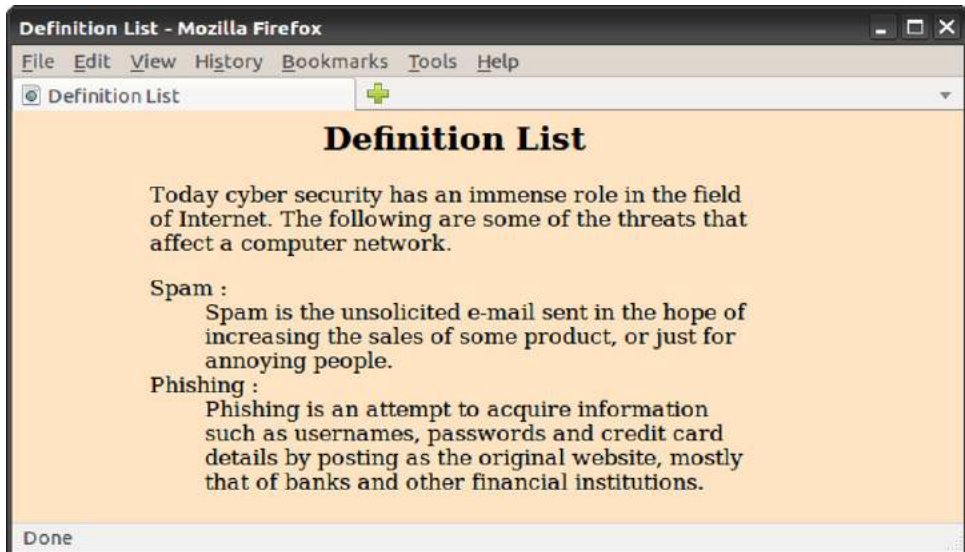 Definition List - Mozilla Firefox
File Edit View History Bookmarks Tools Help
Definition List
Definition List
Today cyber security has an immense role in the field
of Internet. The following are some of the threats that
affect a computer network.
Spam :
Spam is the unsolicited e-mail sent in the hope of
increasing the sales of some product, or just for
annoying people.
Phishing :
Phishing is an attempt to acquire information
such as usernames, passwords and credit card
details by posting as the original website, mostly
that of banks and other financial institutions.
Done